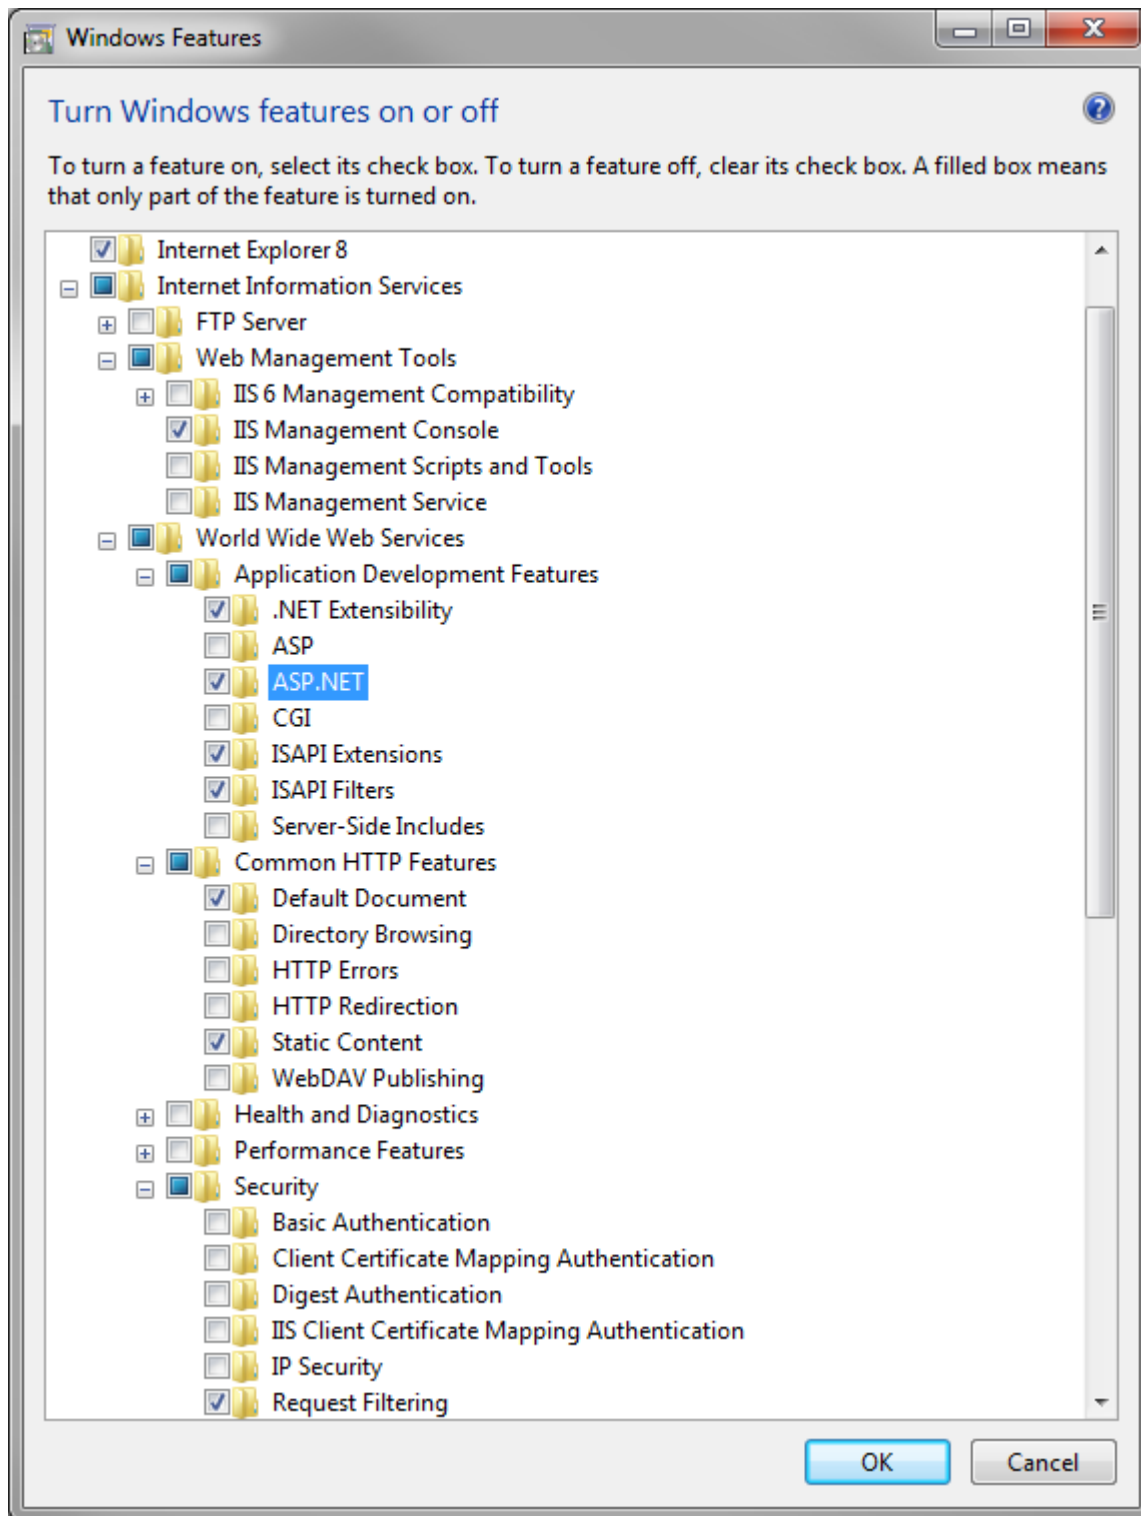 Windows Features
Turn Windows features on or off
To turn a feature on, select its check box. To turn a feature off, clear its check box. A filled box means
that only part of the feature is turned on.
Internet Explorer 8
Internet Information Services
FTP Server
Web Management Tools
IIS 6 Management Compatibility
IIS Management Console
IIS Management Scripts and Tools
IIS Management Service
World Wide Web Services
Application Development Features
.NET Extensibility
ASP
ASP.NET
CGI
ISAPI Extensions
ISAPI Filters
Server-Side Includes
Common HTTP Features
Default Document
Directory Browsing
HTTP Errors
HTTP Redirection
Static Content
WebDAV Publishing
Health and Diagnostics
Performance Features
Security
Basic Authentication
Client Certificate Mapping Authentication
Digest Authentication
IIS Client Certificate Mapping Authentication
IP Security
Request Filtering
OK Cancel